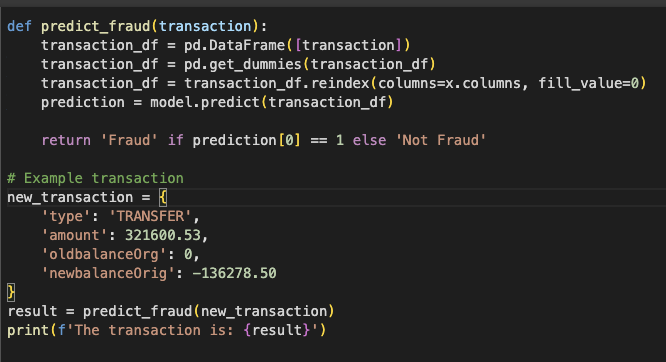 def predict_fraud(transaction):
    transaction_df = pd.DataFrame([transaction])
    transaction_df = pd.get_dummies(transaction_df)
    transaction_df = transaction_df.reindex(columns=x.columns, fill_value=0)
    prediction = model.predict(transaction_df)

    return 'Fraud' if prediction[0] == 1 else 'Not Fraud'

# Example transaction
new_transaction = {
    'type': 'TRANSFER',
    'amount': 321600.53,
    'oldbalanceOrg': 0,
    'newbalanceOrig': -136278.50
}
result = predict_fraud(new_transaction)
print(f'The transaction is: {result}')